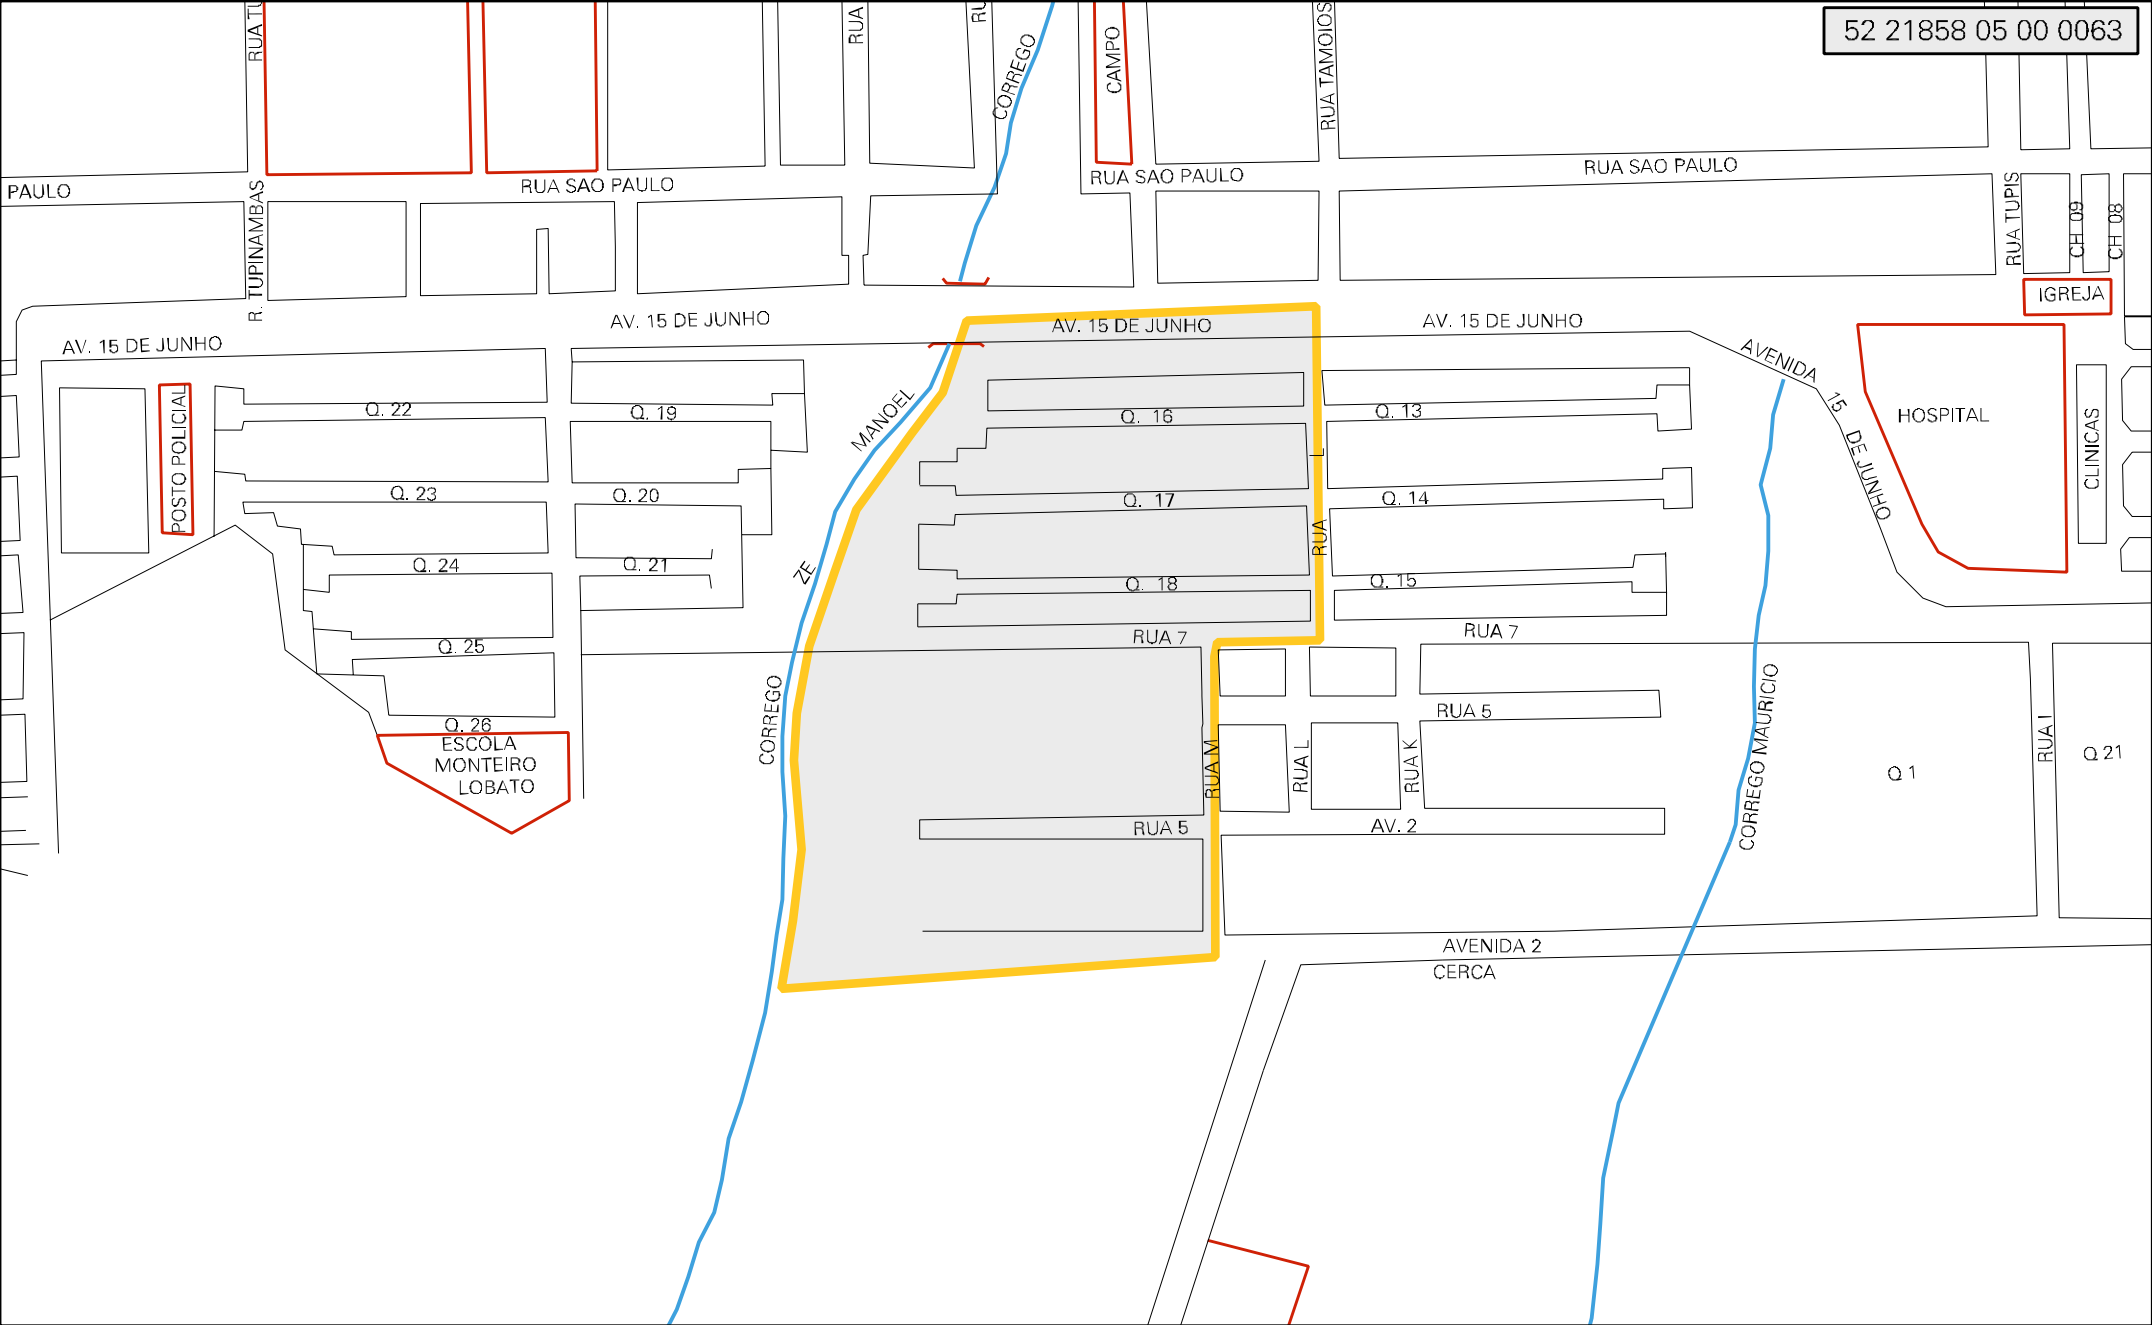 52 21858 05 00 0063
RUA TU
RUA
RU
CORREGO
CAMPO
RUA TAMOIOS
PAULO
RUA SAO PAULO
RUA SAO PAULO
RUA SAO PAULO
R. TUPINAMBAS
RUA TUPIS
CH 09
CH 08
IGREJA
AV. 15 DE JUNHO
AV. 15 DE JUNHO
AV. 15 DE JUNHO
AV. 15 DE JUNHO
AVENIDA
15
DE JUNHO
HOSPITAL
CLINICAS
POSTO POLICIAL
Q. 22
Q. 19
MANOEL
Q. 16
Q. 13
Q. 23
Q. 20
Q. 17
L
RUA
Q. 14
Q. 24
Q. 21
ZE
Q. 18
Q. 15
Q. 25
RUA 7
RUA 7
Q. 26
ESCOLA
MONTEIRO
LOBATO
CORREGO
RUA 5
RUA M
RUA L
RUA K
CORREGO MAURICIO
RUA I
Q 21
Q 1
RUA 5
AV. 2
AVENIDA 2
CERCA